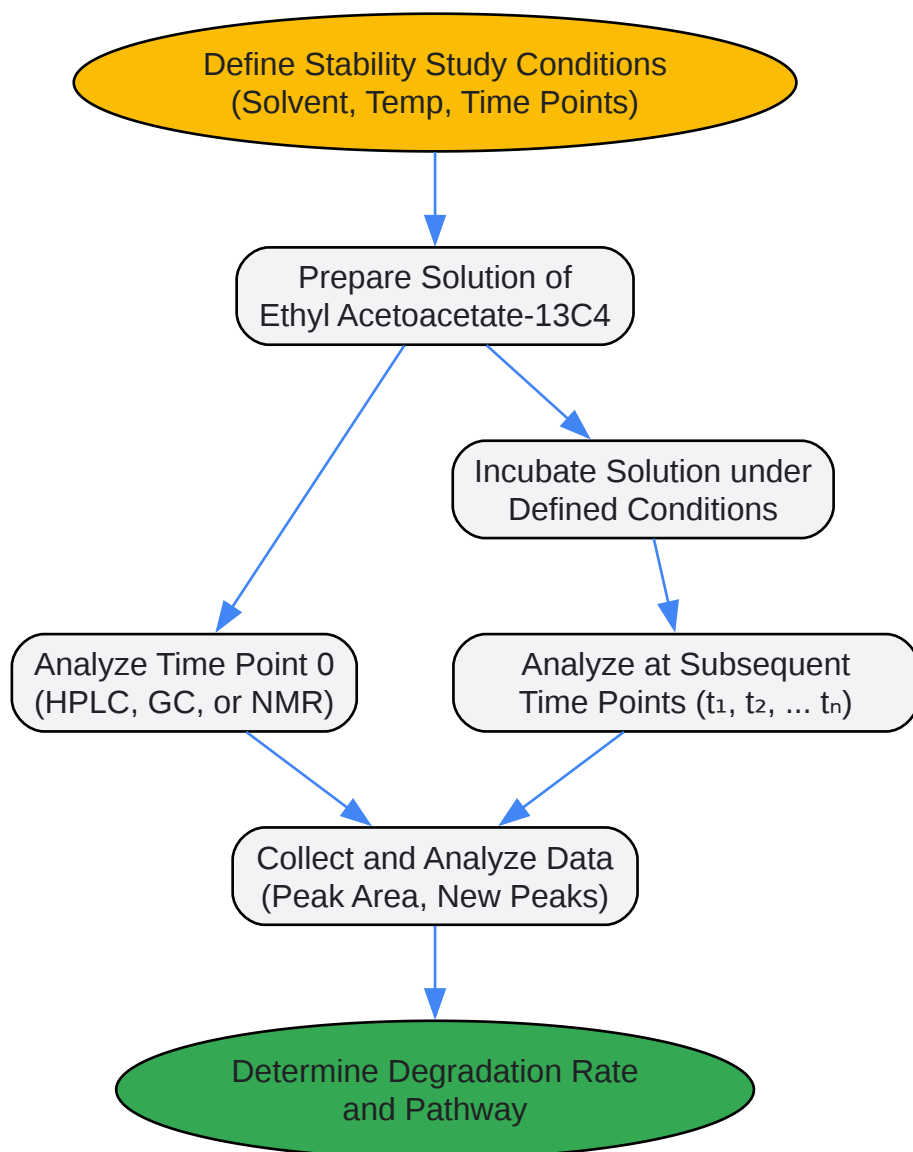 Define Stability Study Conditions
(Solvent, Temp, Time Points)
Prepare Solution of
Ethyl Acetoacetate-13C4
Incubate Solution under
Defined Conditions
Analyze Time Point 0
(HPLC, GC, or NMR)
Analyze at Subsequent
Time Points (t₁, t₂, ... tₙ)
Collect and Analyze Data
(Peak Area, New Peaks)
Determine Degradation Rate
and Pathway